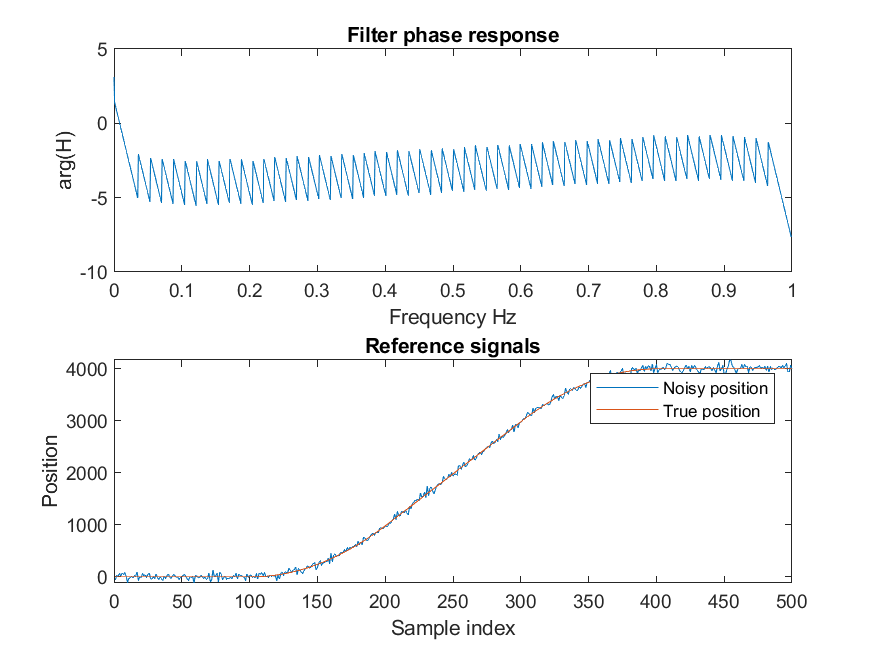 Filter phase response
5
0
-5
-10
arg(H)
0 0.1 0.2 0.3 0.4 0.5 0.6 0.7 0.8 0.9 1
Frequency Hz
Reference signals
4000
3000
2000
1000
0
Position
Noisy position
True position
0 50 100 150 200 250 300 350 400 450 500
Sample index